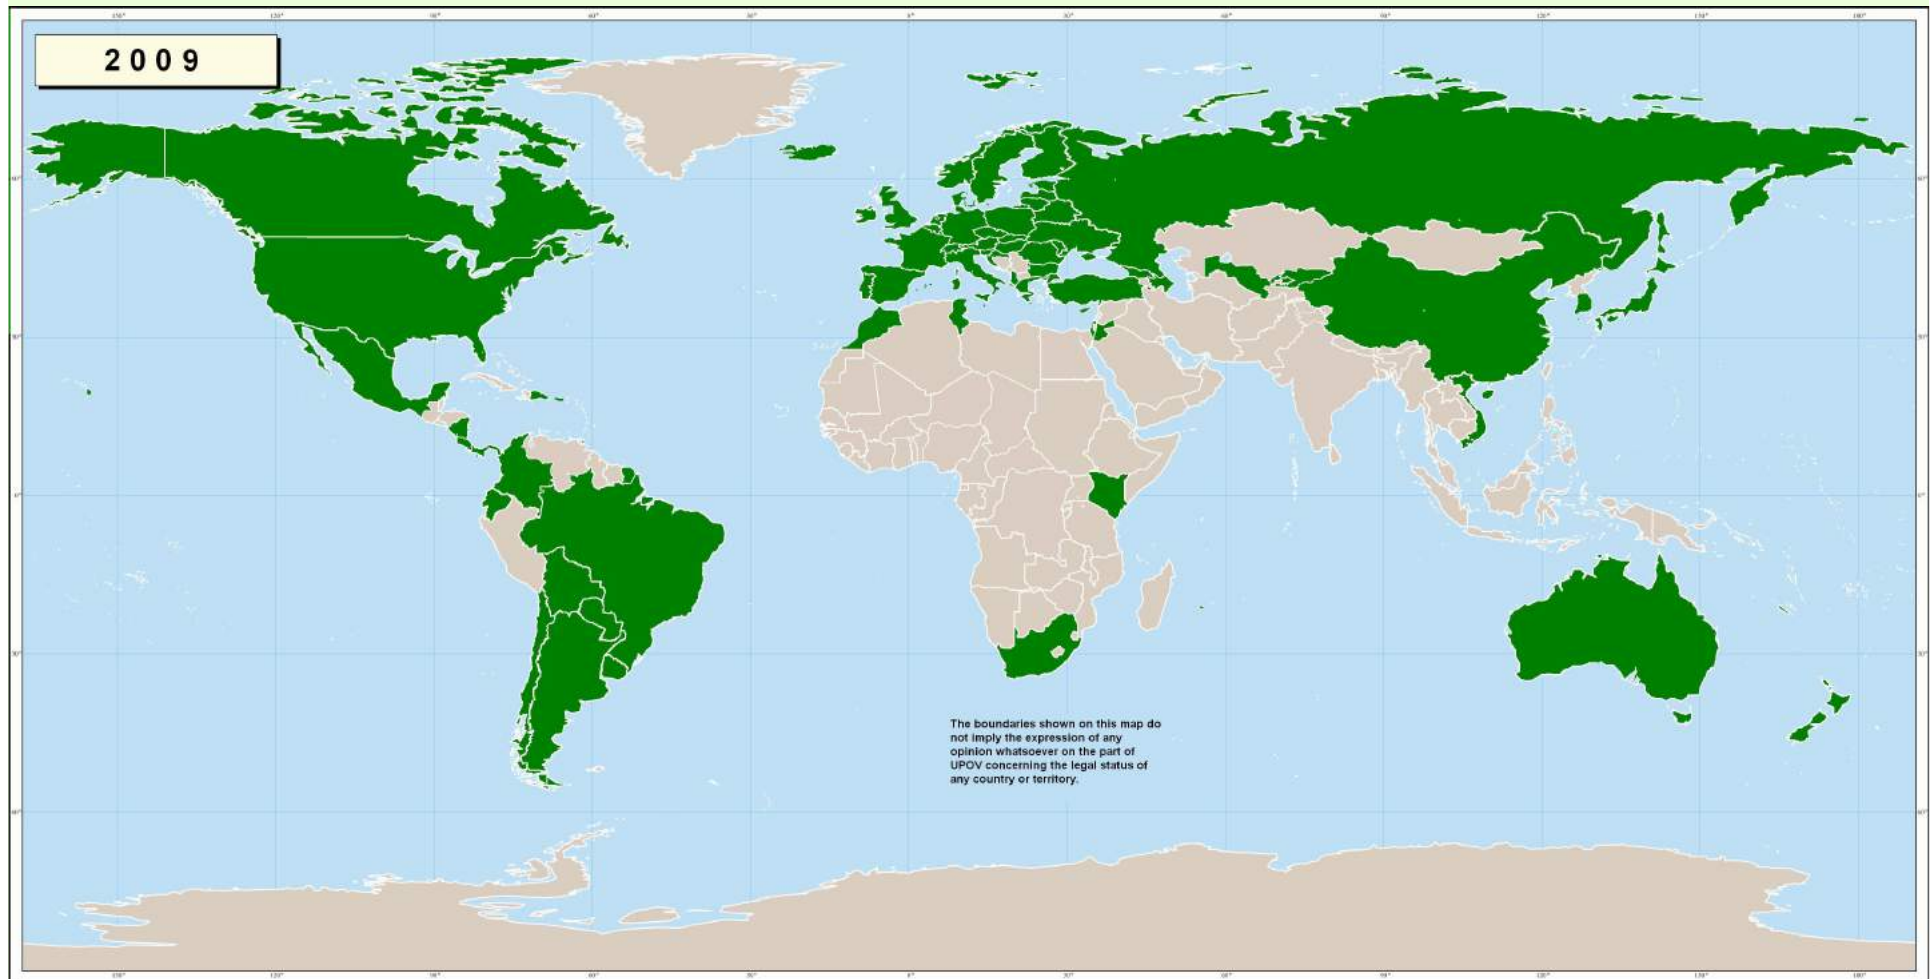 2009
The boundaries shown on this map do
not imply the expression of any
opinion whatsoever on the part of
UPOV concerning the legal status of
any country or territory.